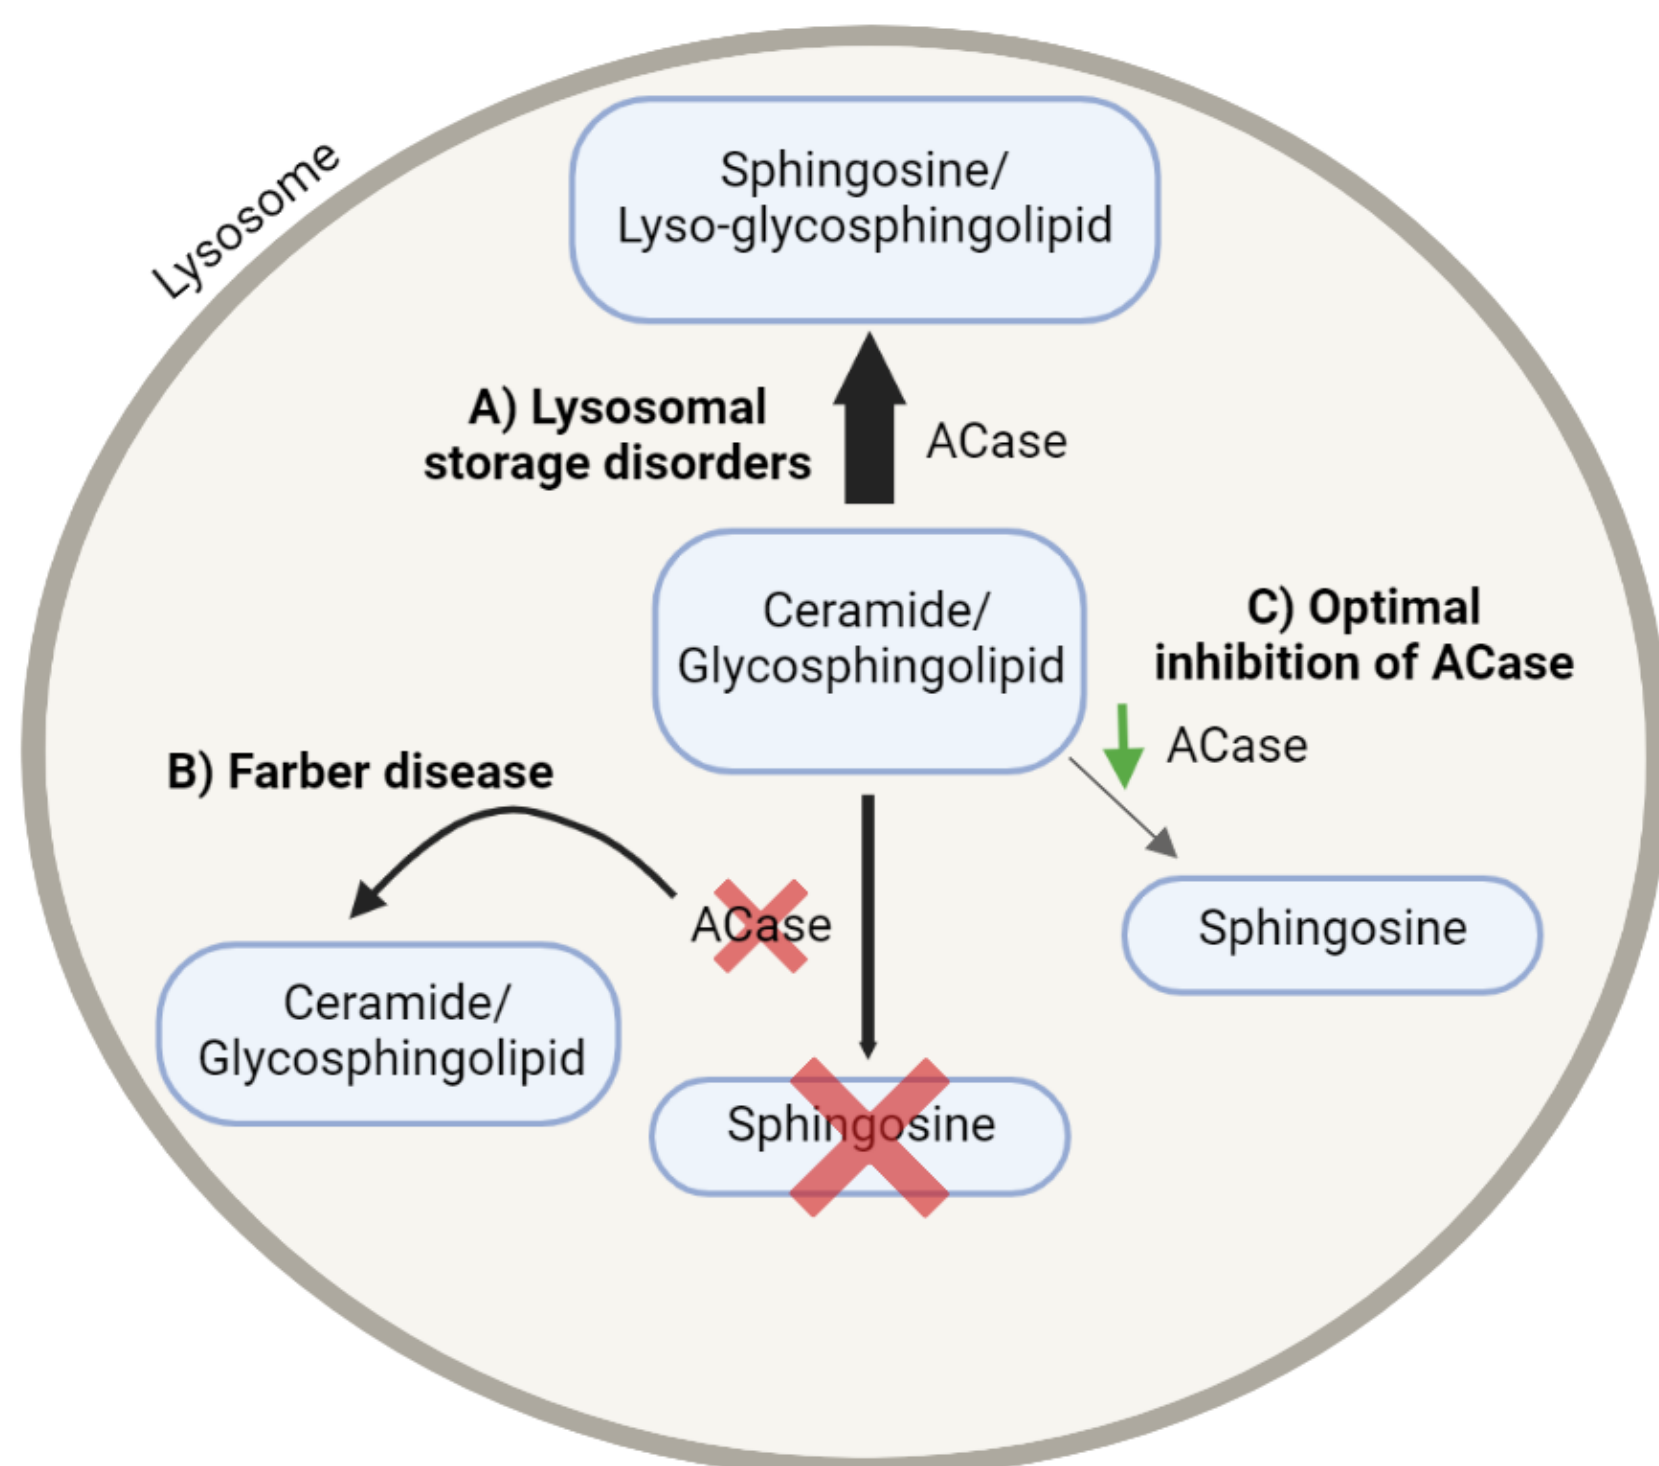 Lysosome
Sphingosine/
Lyso-glycosphingolipid
A) Lysosomal
storage disorders
ACase
Ceramide/
Glycosphingolipid
C) Optimal
inhibition of ACase
ACase
B) Farber disease
ACase
Sphingosine
Ceramide/
Glycosphingolipid
Sphingosine